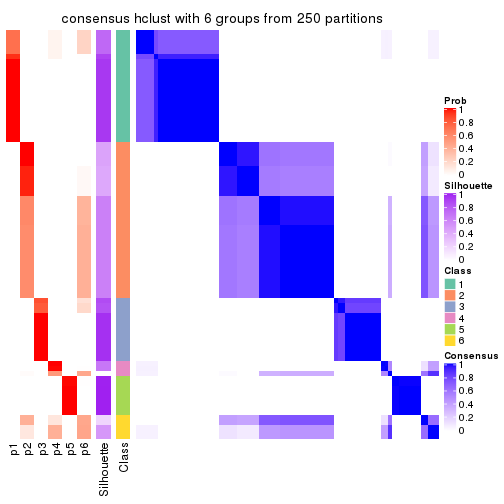 consensus hclust with 6 groups from 250 partitions
Prob
1
0.8
0.6
0.4
0.2
0
Silhouette
1
0.8
0.6
0.4
0.2
0
Class
1
2
3
4
5
6
Consensus
1
0.8
0.6
0.4
0.2
0
p1
p2
p3
p4
p5
p6
Silhouette
Class